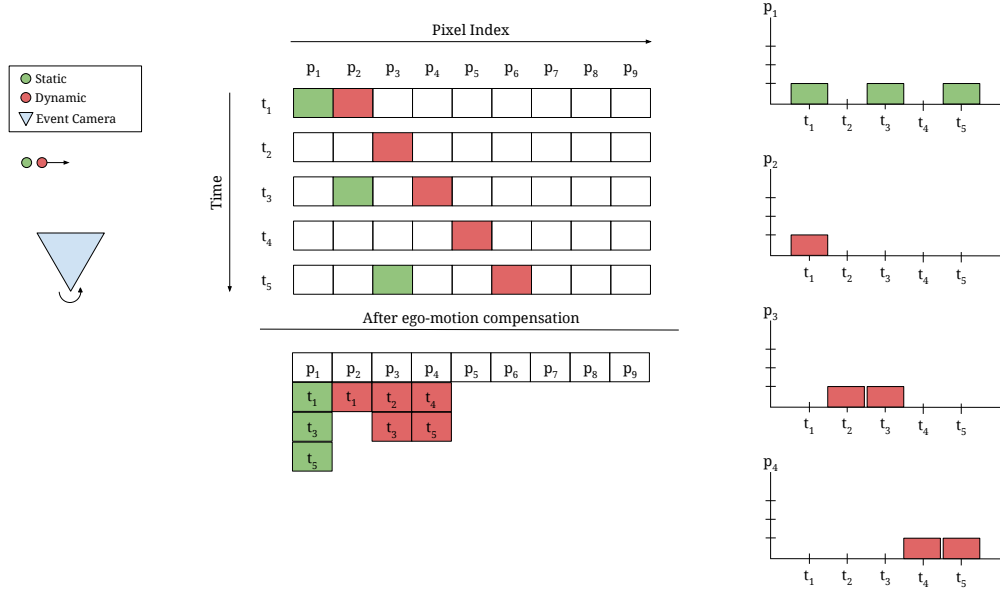 Static
Dynamic
Event Camera
Pixel Index
p1 p2 p3 p4 p5 p6 p7 p8 p9
Time
t1
t2
t3
t4
t5
After ego-motion compensation
p1 p2 p3 p4 p5 p6 p7 p8 p9
t1 t1 t2 t4
t3 t3 t5
t5
p1
t1 t2 t3 t4 t5
p2
t1 t2 t3 t4 t5
p3
t1 t2 t3 t4 t5
p4
t1 t2 t3 t4 t5